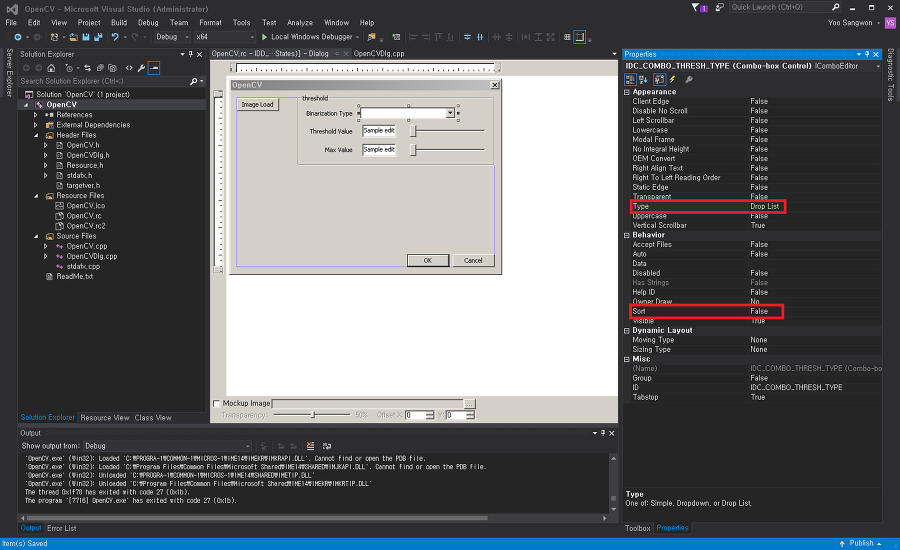 OpenCV - Microsoft Visual Studio (Administrator)
1
Quick Launch (Ctrl+Q)
FILE EDIT VIEW Project Build Debug Team Format Tools Test Analyze Window Help
Yoo Sangwon
YS
Debug x64 Local Windows Debugger
Server Explorer
Toolbox
Solution Explorer
Search Solution Explorer (Ctrl+;)
Solution 'OpenCV' (1 project)
OpenCV
References
External Dependencies
Header Files
OpenCV.h
OpenCVDlg.h
Resource.h
stdafx.h
targetver.h
Resource Files
OpenCV.ico
OpenCV.rc
OpenCV.rc2
Source Files
OpenCV.cpp
OpenCVDlg.cpp
stdafx.cpp
ReadMe.txt
Solution Explorer Resource View Class View
OpenCV.rc - IDD_...States)] - Dialog
OpenCVDlg.cpp
OpenCV
Image Load
threshold
Binarization Type
Threshold Value Sample edit
Max Value Sample edit
OK Cancel
Mockup Image
...
Transparency: 50% Offset X: 0 Y: 0
Properties
IDC_COMBO_THRESH_TYPE (Combo-box Control) IComboEditor
Appearance
Client Edge False
Disable No Scroll False
Left Scrollbar False
Lowercase False
Modal Frame False
No Integral Height False
OEM Convert False
Right Align Text False
Right To Left Reading Order False
Static Edge False
Transparent False
Type Drop List
Uppercase False
Vertical Scrollbar True
Behavior
Accept Files False
Auto False
Data
Disabled False
Has Strings False
Help ID False
Owner Draw No
Sort False
Visible True
Dynamic Layout
Moving Type None
Sizing Type None
Misc
(Name) IDC_COMBO_THRESH_TYPE (Combo-box
Group False
ID IDC_COMBO_THRESH_TYPE
Tabstop True
Type
One of: Simple, Dropdown, or Drop List.
Toolbox Properties
Diagnostic Tools
Output
Show output from: Debug
'OpenCV.exe' (Win32): Loaded 'C:₩PROGRA~1₩COMMON~1₩MICROS~1₩IME14₩IMEKR₩IMKRAPI.DLL'. Cannot find or open the PDB file.
'OpenCV.exe' (Win32): Loaded 'C:₩Program Files₩Common Files₩Microsoft Shared₩IME14₩SHARED₩IMJKAPI.DLL'. Cannot find or open the PDB file.
'OpenCV.exe' (Win32): Unloaded 'C:₩PROGRA~1₩COMMON~1₩MICROS~1₩IME14₩SHARED₩IMETIP.DLL'
'OpenCV.exe' (Win32): Unloaded 'C:₩Program Files₩Common Files₩Microsoft Shared₩IME14₩IMEKR₩IMKRTIP.DLL'
The thread 0x1f70 has exited with code 27 (0x1b).
The program '[7716] OpenCV.exe' has exited with code 27 (0x1b).
Output Error List
Item(s) Saved
Publish